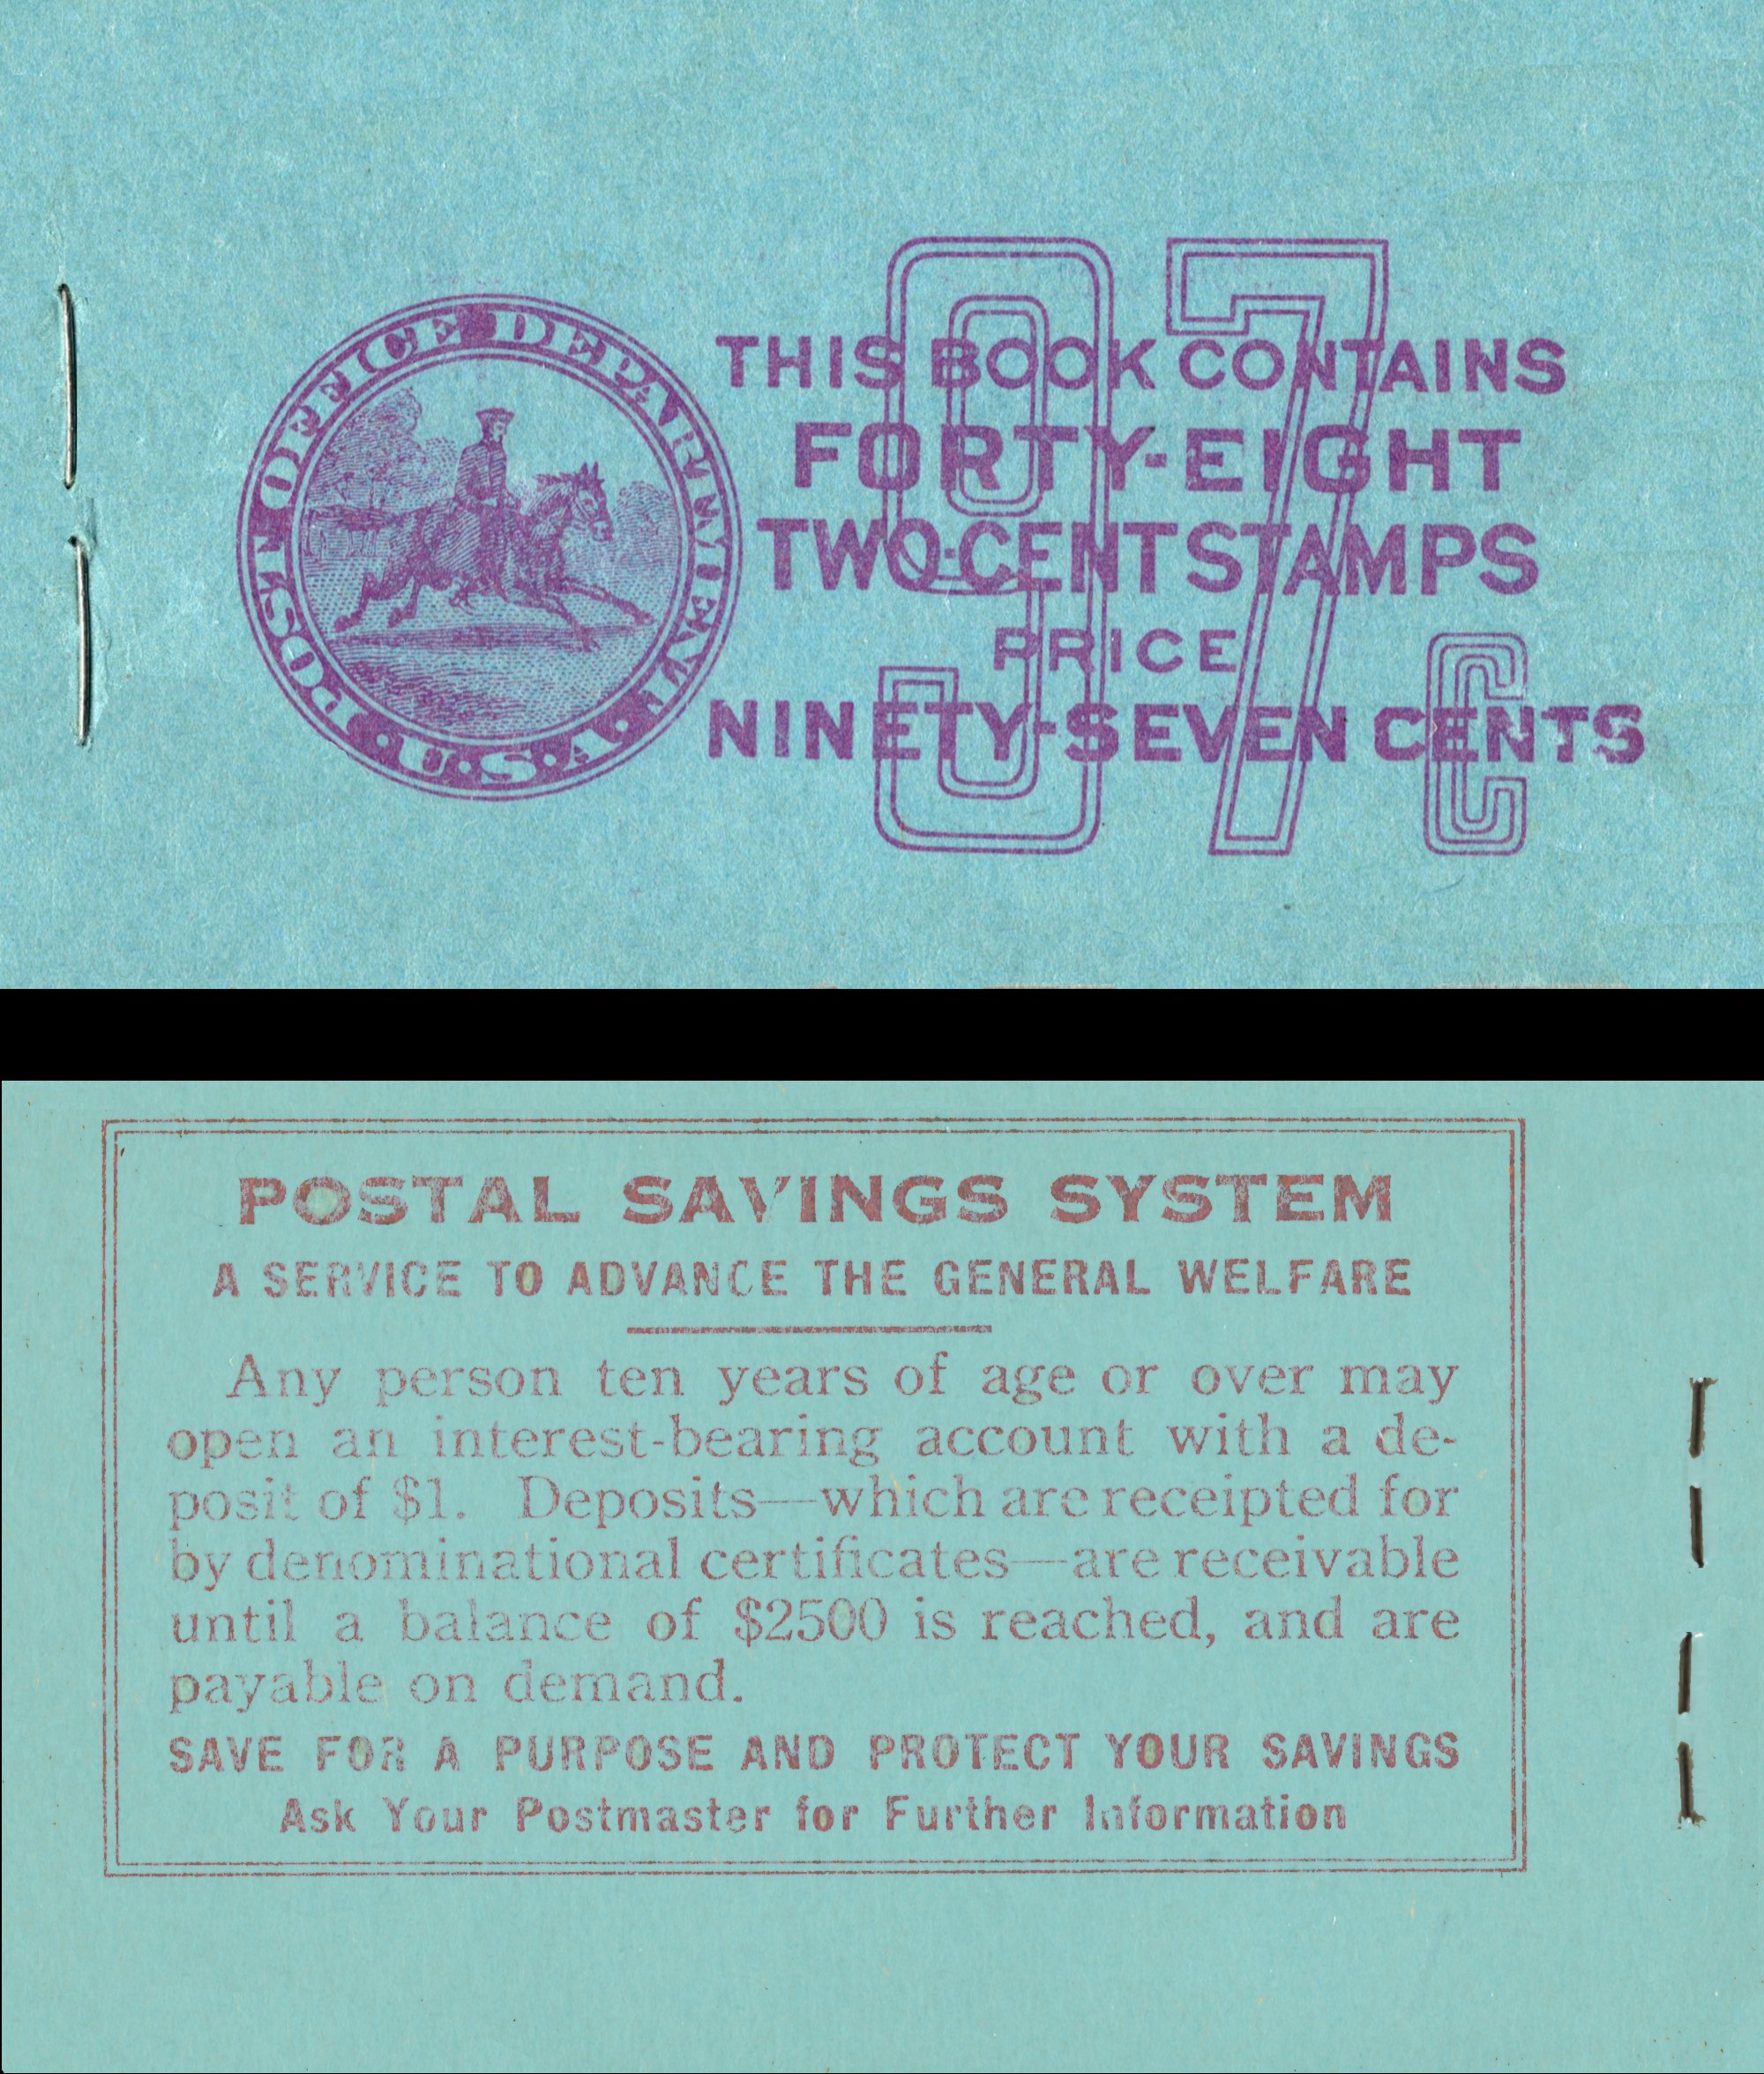 POST OFFICE DEPARTMENT
U.S.A.
97c
THIS BOOK CONTAINS
FORTY-EIGHT
TWO-CENT STAMPS
PRICE
NINETY-SEVEN CENTS
POSTAL SAVINGS SYSTEM
A SERVICE TO ADVANCE THE GENERAL WELFARE
Any person ten years of age or over may
open an interest-bearing account with a de-
posit of $1. Deposits—which are receipted for
by denominational certificates—are receivable
until a balance of $2500 is reached, and are
payable on demand.
SAVE FOR A PURPOSE AND PROTECT YOUR SAVINGS
Ask Your Postmaster for Further Information